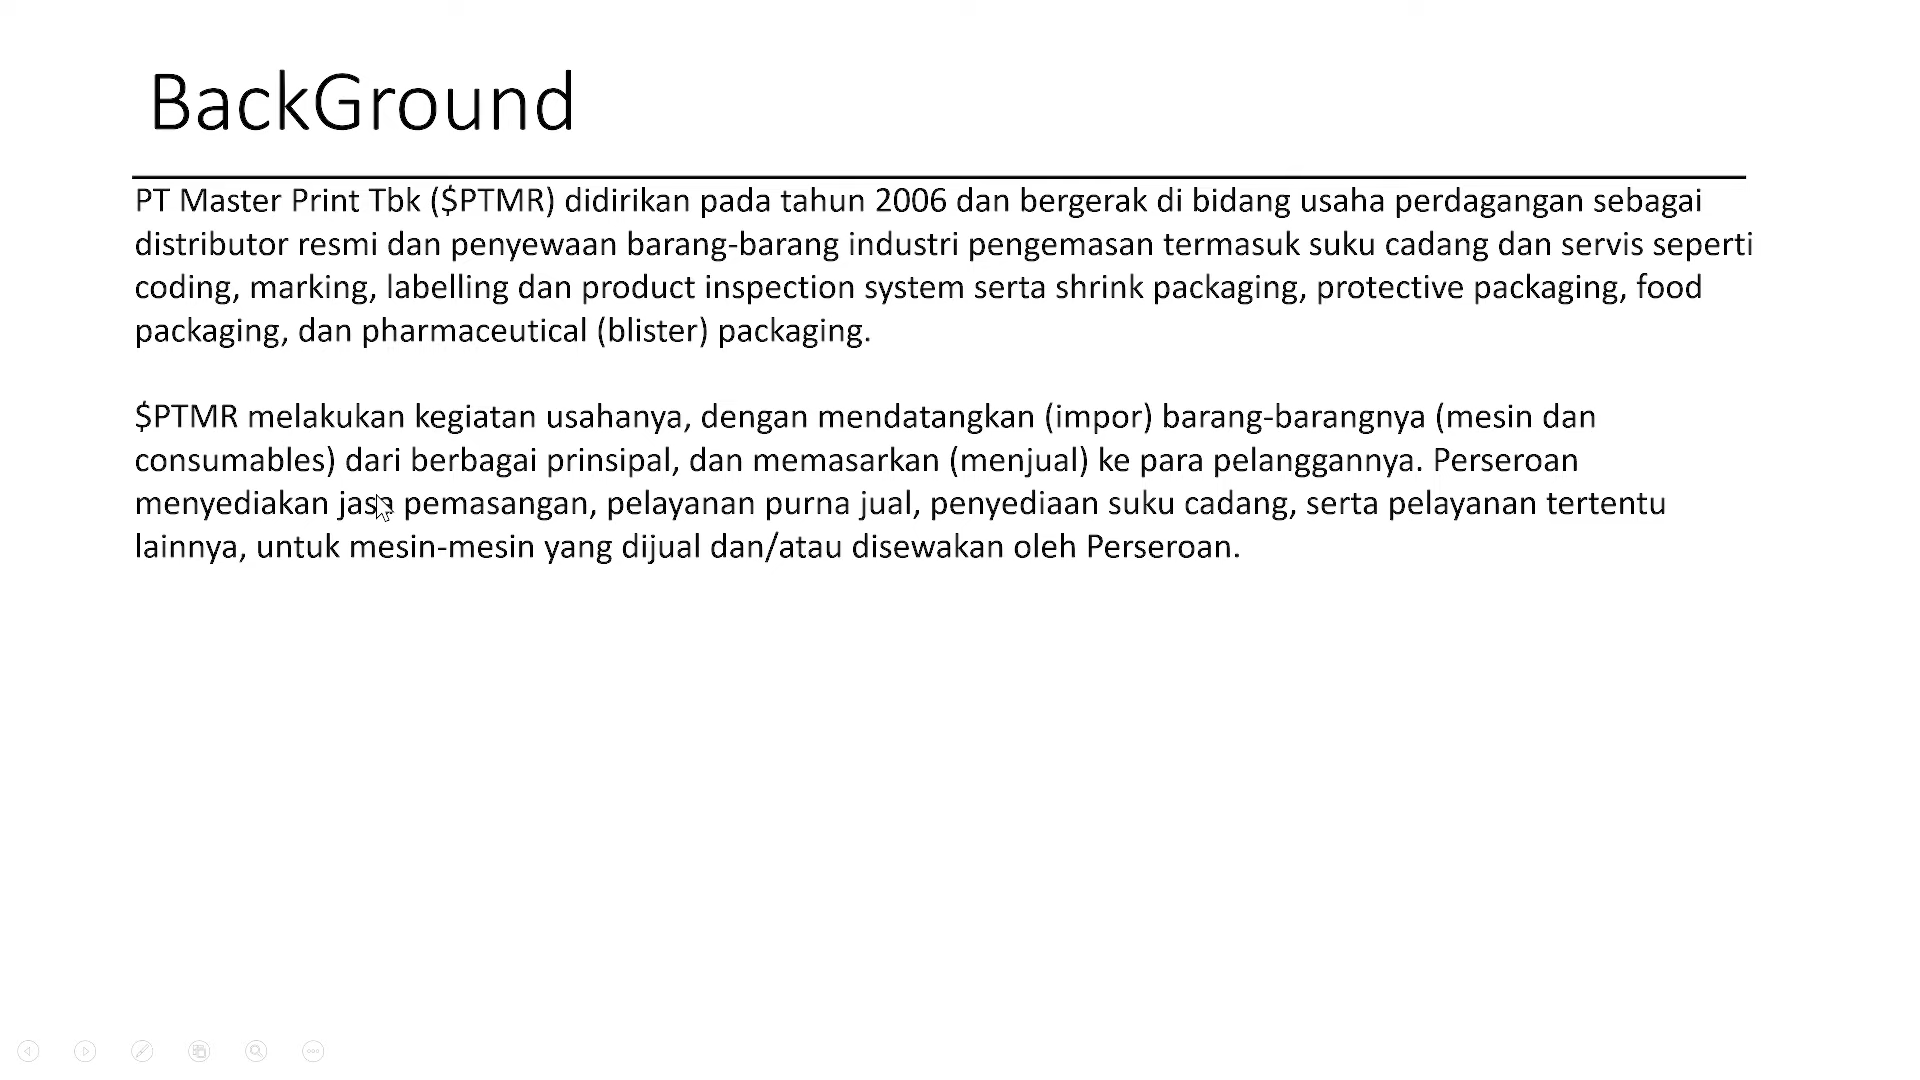 BackGround
PT Master Print Tbk ($PTMR) didirikan pada tahun 2006 dan bergerak di bidang usaha perdagangan sebagai
distributor resmi dan penyewaan barang-barang industri pengemasan termasuk suku cadang dan servis seperti
coding, marking, labelling dan product inspection system serta shrink packaging, protective packaging, food
packaging, dan pharmaceutical (blister) packaging.
$PTMR melakukan kegiatan usahanya, dengan mendatangkan (impor) barang-barangnya (mesin dan
consumables) dari berbagai prinsipal, dan memasarkan (menjual) ke para pelanggannya. Perseroan
menyediakan jasa pemasangan, pelayanan purna jual, penyediaan suku cadang, serta pelayanan tertentu
lainnya, untuk mesin-mesin yang dijual dan/atau disewakan oleh Perseroan.